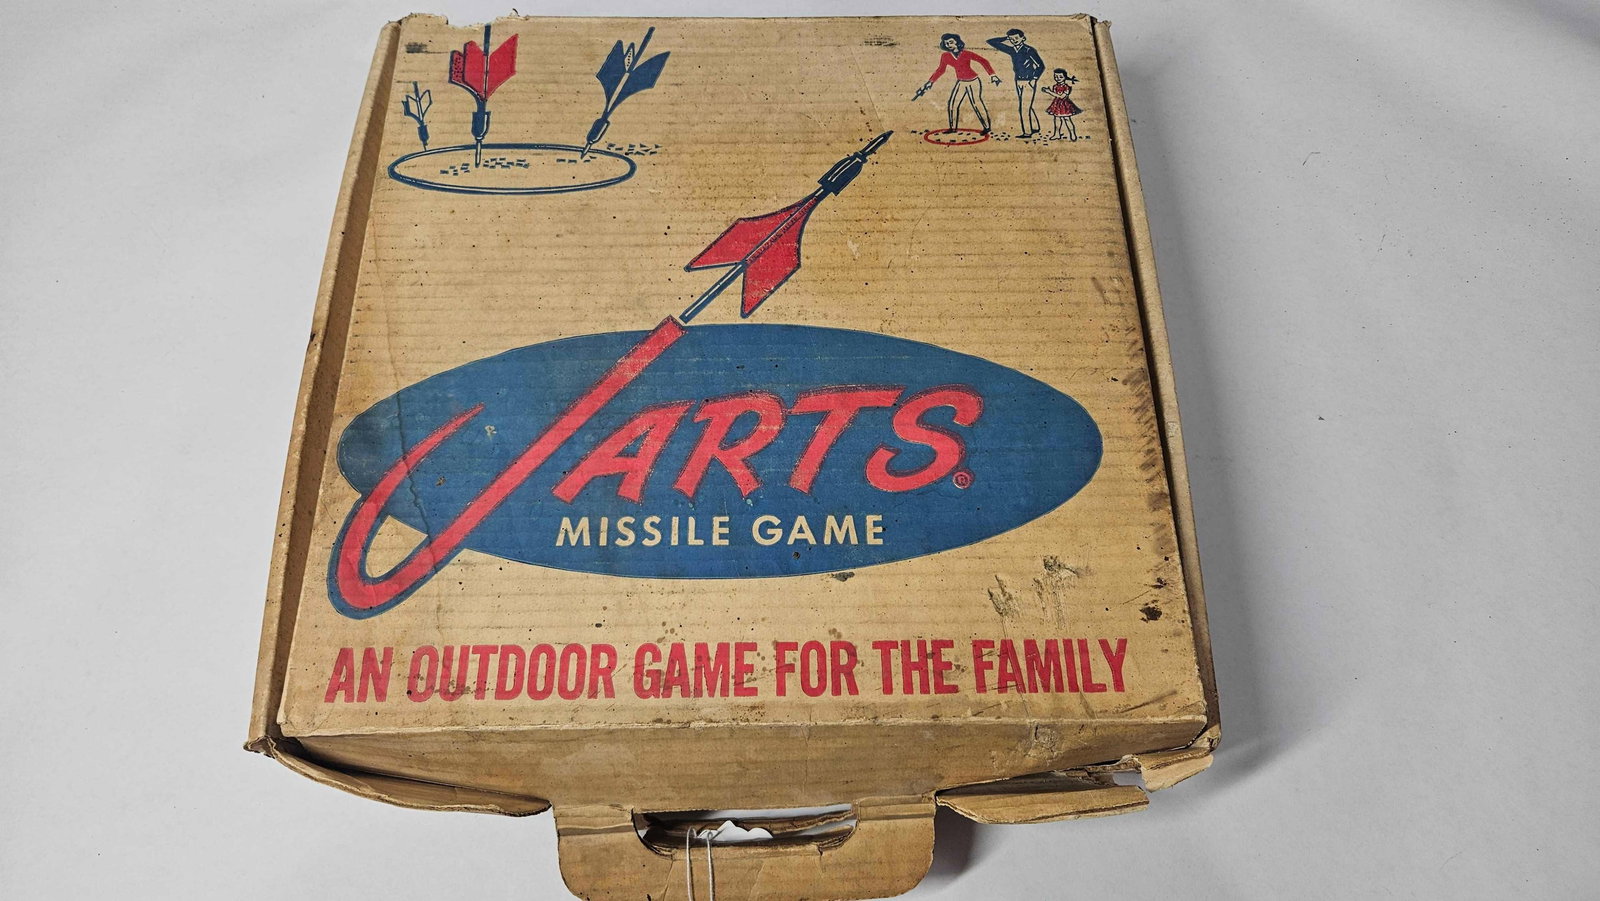 JARTS®
MISSILE GAME
AN OUTDOOR GAME FOR THE FAMILY